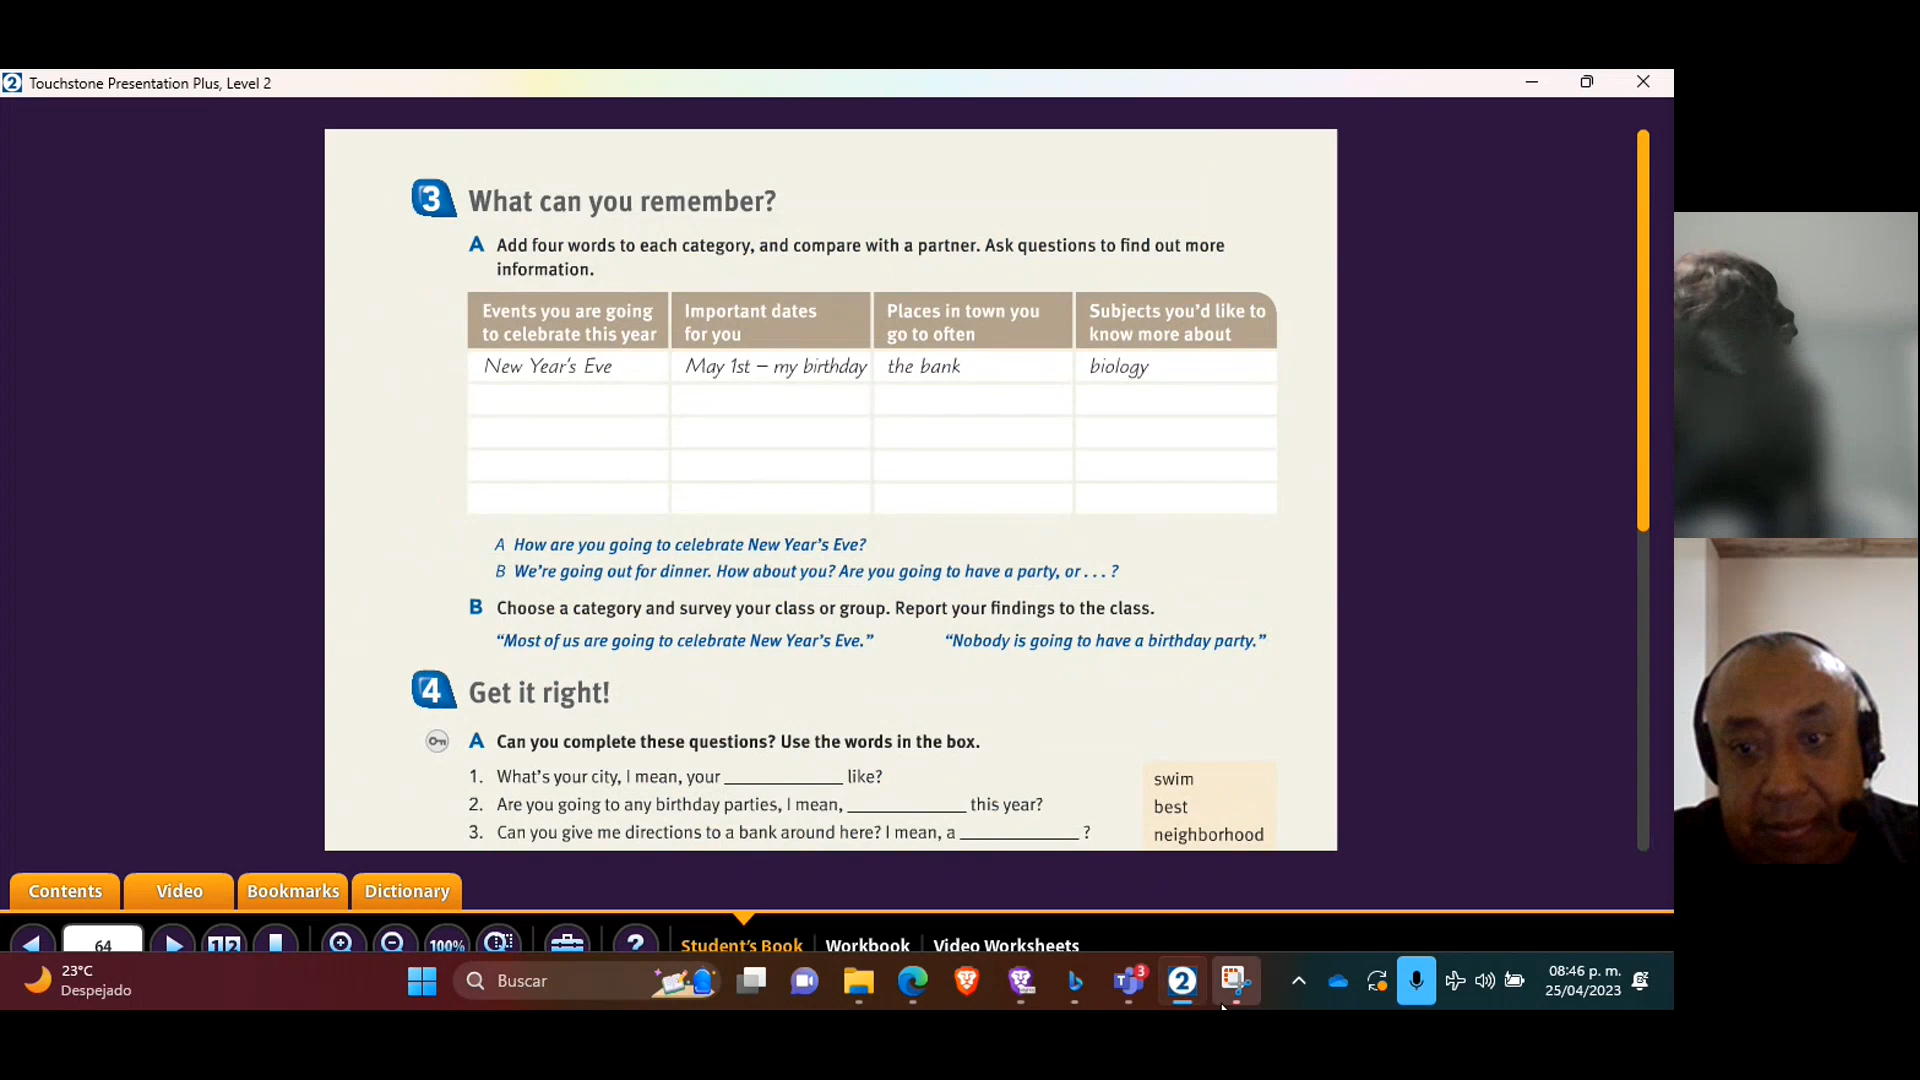 Touchstone Presentation Plus, Level 2
3 What can you remember?
A Add four words to each category, and compare with a partner. Ask questions to find out more
information.
Events you are going to celebrate this year
Important dates for you
Places in town you go to often
Subjects you'd like to know more about
New Year's Eve
May 1st – my birthday
the bank
biology
A How are you going to celebrate New Year's Eve?
B We're going out for dinner. How about you? Are you going to have a party, or . . . ?
B Choose a category and survey your class or group. Report your findings to the class.
"Most of us are going to celebrate New Year's Eve." "Nobody is going to have a birthday party."
4 Get it right!
A Can you complete these questions? Use the words in the box.
1. What's your city, I mean, your ____________ like?
2. Are you going to any birthday parties, I mean, ____________ this year?
3. Can you give me directions to a bank around here? I mean, a ____________ ?
swim
best
neighborhood
Contents Video Bookmarks Dictionary
64 1 2 100% ? Student's Book Workbook Video Worksheets
23°C
Despejado
Buscar
3
2
08:46 p. m.
25/04/2023